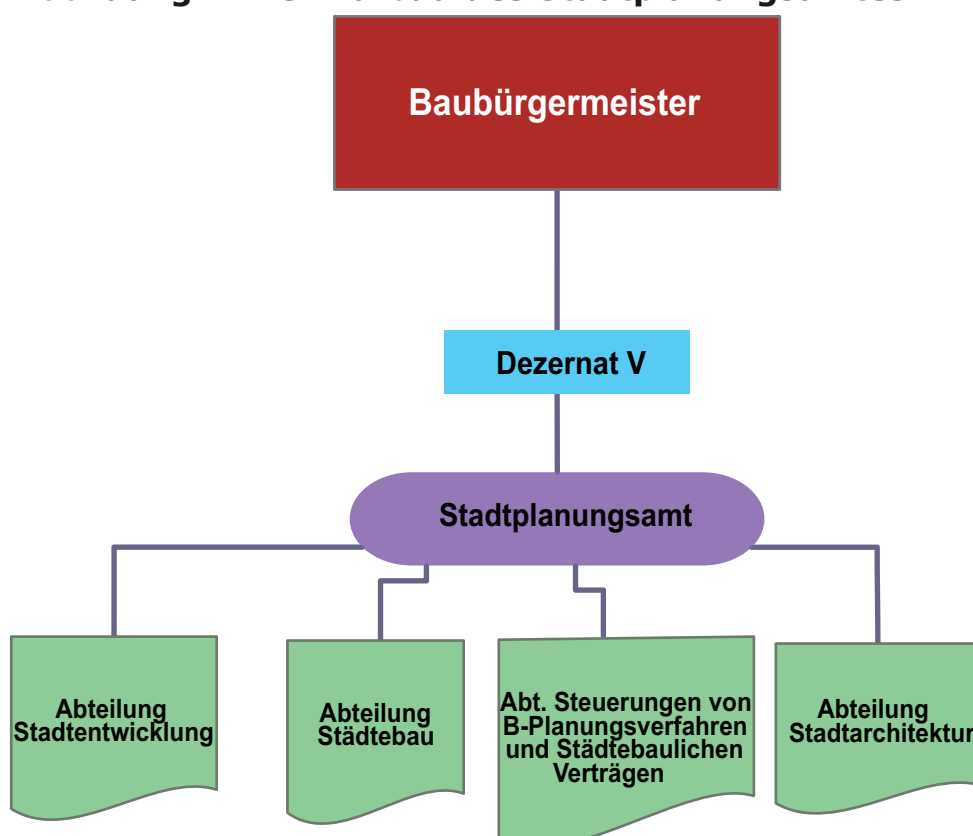 Baubürgermeister
Dezernat V
Stadtplanungsamt
Abteilung
Stadtentwicklung
Abteilung
Städtebau
Abt. Steuerungen von
B-Planungsverfahren
und Städtebaulichen
Verträgen
Abteilung
Stadtarchitektur